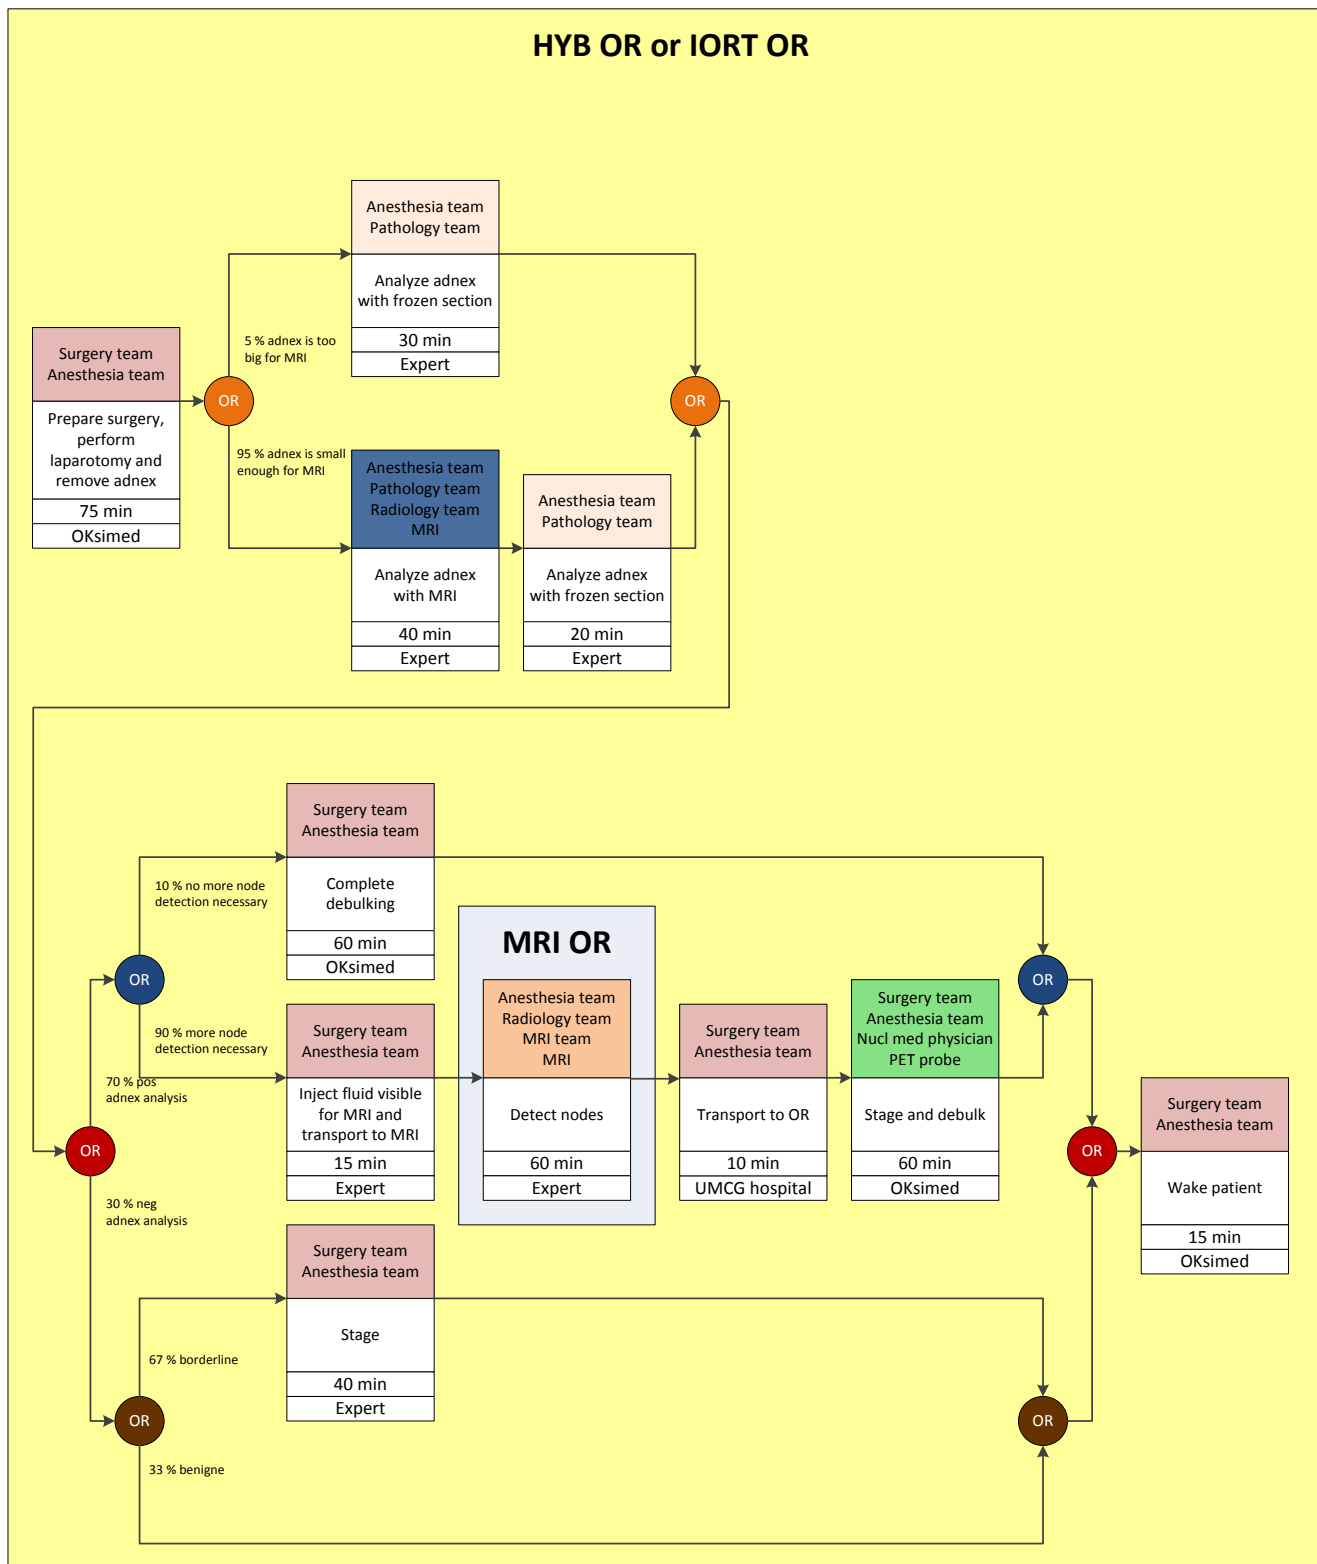 HYB OR or IORT OR
Anesthesia team
Pathology team
Analyze adnex
with frozen section
30 min
Expert
5 % adnex is too
big for MRI
Surgery team
Anesthesia team
Prepare surgery,
perform
laparotomy and
remove adnex
75 min
OKsimed
OR
OR
95 % adnex is small
enough for MRI
Anesthesia team
Pathology team
Radiology team
MRI
Analyze adnex
with MRI
40 min
Expert
Anesthesia team
Pathology team
Analyze adnex
with frozen section
20 min
Expert
Surgery team
Anesthesia team
Complete
debulking
60 min
OKsimed
10 % no more node
detection necessary
OR
90 % more node
detection necessary
Surgery team
Anesthesia team
Inject fluid visible
for MRI and
transport to MRI
15 min
Expert
MRI OR
Anesthesia team
Radiology team
MRI team
MRI
Detect nodes
60 min
Expert
Surgery team
Anesthesia team
Transport to OR
10 min
UMCG hospital
Surgery team
Anesthesia team
Nucl med physician
PET probe
Stage and debulk
60 min
OKsimed
OR
70 % pos
adnex analysis
OR
30 % neg
adnex analysis
OR
Surgery team
Anesthesia team
Wake patient
15 min
OKsimed
Surgery team
Anesthesia team
Stage
40 min
Expert
67 % borderline
OR
33 % benigne
OR